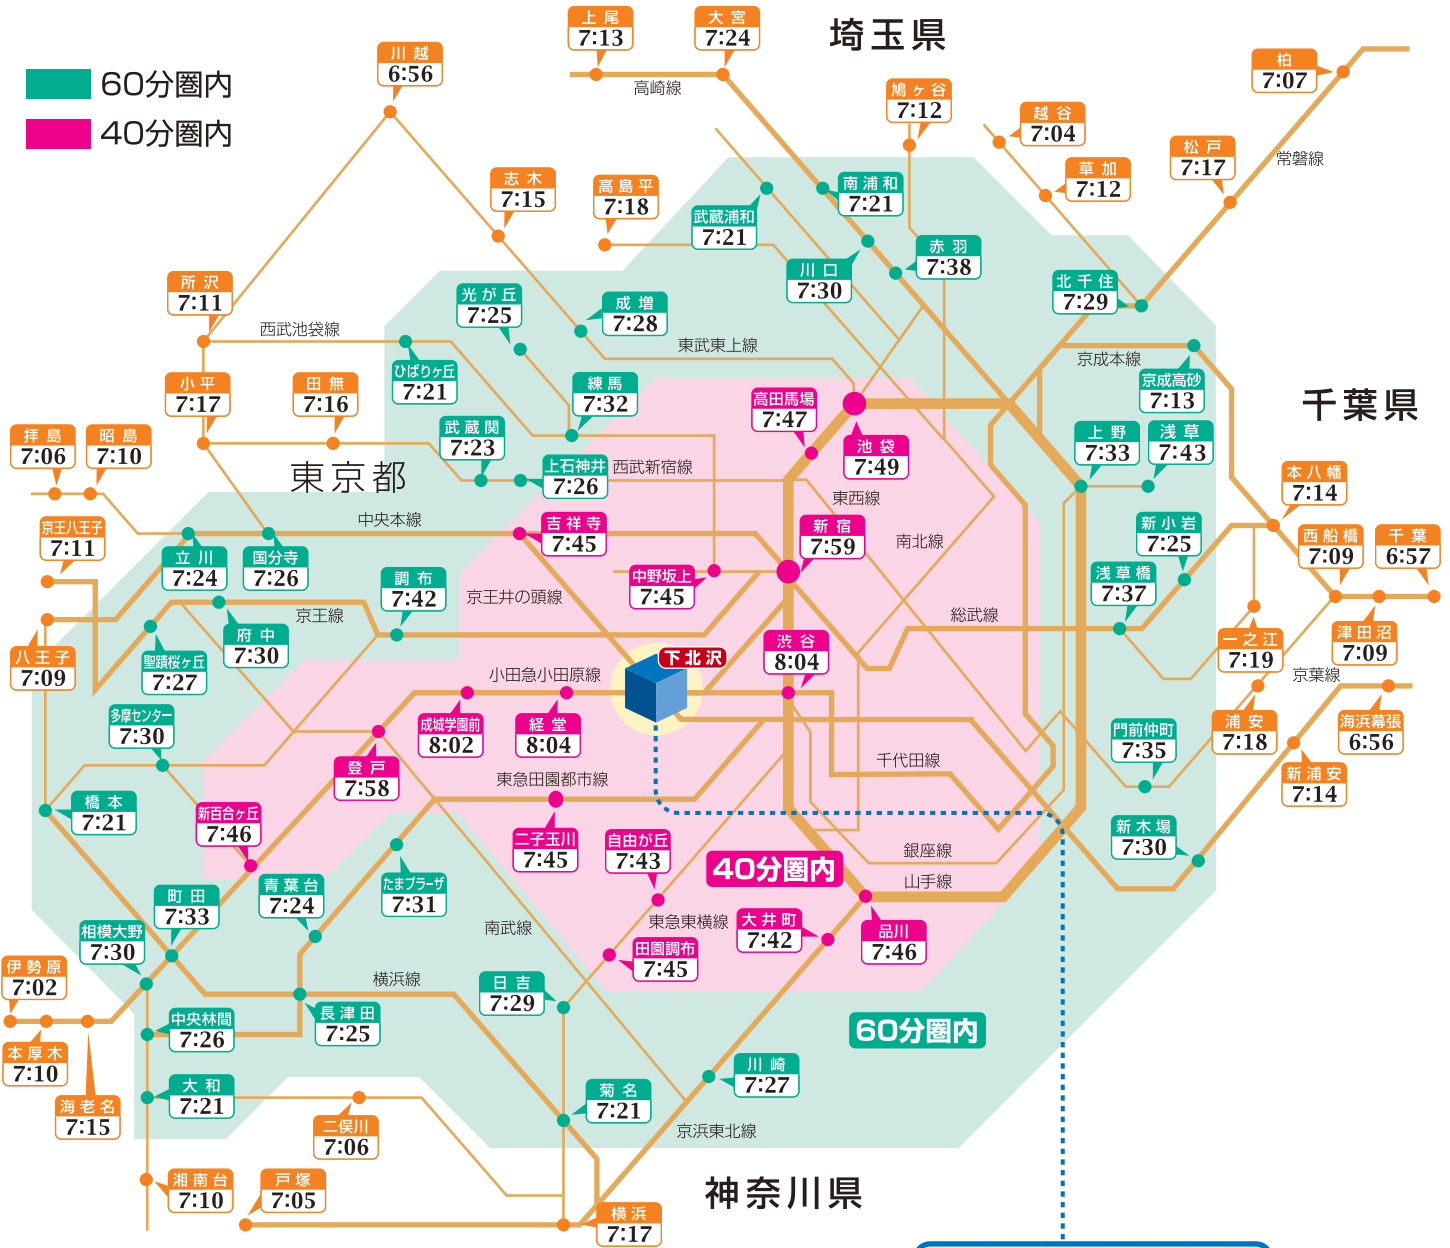 上尾
7:13
大宮
7:24
埼玉県
川越
6:56
60分圏内
40分圏内
高崎線
鳩ヶ谷
7:12
柏
7:07
越谷
7:04
松戸
7:17
常磐線
草加
7:12
志木
7:15
高島平
7:18
武蔵浦和
7:21
南浦和
7:21
赤羽
7:38
川口
7:30
北千住
7:29
所沢
7:11
光が丘
7:25
成増
7:28
西武池袋線
東武東上線
京成本線
ひばりヶ丘
7:21
練馬
7:32
京成高砂
7:13
千葉県
小平
7:17
田無
7:16
高田馬場
7:47
池袋
7:49
拝島
7:06
昭島
7:10
武蔵関
7:23
上野
7:33
浅草
7:43
東京都
上石神井
7:26
西武新宿線
東西線
本八幡
7:14
中央本線
京王八王子
7:11
立川
7:24
国分寺
7:26
吉祥寺
7:45
新宿
7:59
南北線
新小岩
7:25
西船橋
7:09
千葉
6:57
中野坂上
7:45
調布
7:42
京王井の頭線
浅草橋
7:37
総武線
京王線
府中
7:30
八王子
7:09
聖蹟桜ヶ丘
7:27
下北沢
渋谷
8:04
一之江
7:19
津田沼
7:09
小田急小田原線
京葉線
多摩センター
7:30
成城学園前
8:02
経堂
8:04
門前仲町
7:35
浦安
7:18
海浜幕張
6:56
登戸
7:58
東急田園都市線
千代田線
新浦安
7:14
橋本
7:21
新百合ヶ丘
7:46
二子玉川
7:45
自由が丘
7:43
新木場
7:30
銀座線
40分圏内
山手線
青葉台
7:24
たまプラーザ
7:31
町田
7:33
相模大野
7:30
南武線
東急東横線
大井町
7:42
品川
7:46
田園調布
7:45
伊勢原
7:02
横浜線
日吉
7:29
中央林間
7:26
長津田
7:25
60分圏内
本厚木
7:10
海老名
7:15
大和
7:21
菊名
7:21
川崎
7:27
二俣川
7:06
京浜東北線
湘南台
7:10
戸塚
7:05
神奈川県
横浜
7:17